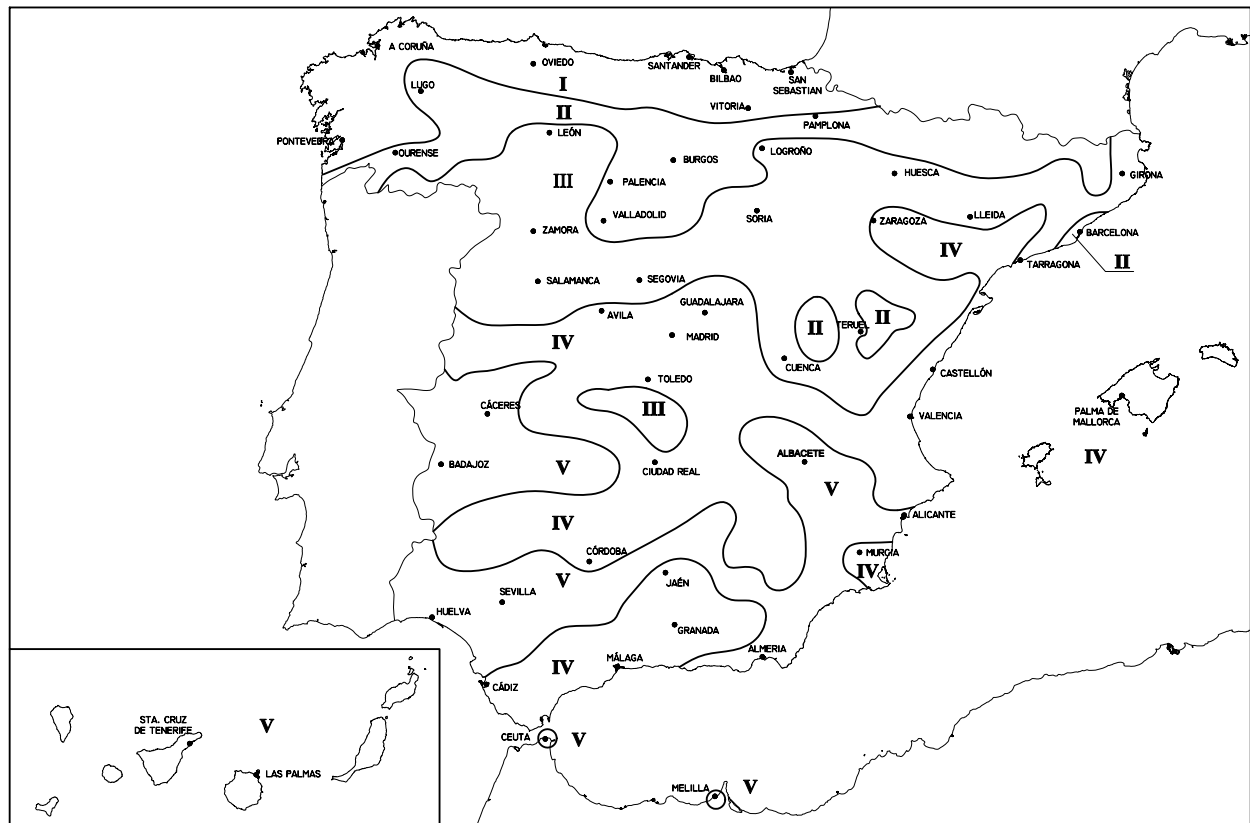 A CORUÑA
OVIEDO
SANTANDER
BILBAO
SAN
SEBASTIAN
I
LUGO
II
VITORIA
PAMPLONA
PONTEVEDRA
OURENSE
LEÓN
BURGOS
LOGROÑO
III
PALENCIA
HUESCA
GIRONA
VALLADOLID
SORIA
ZARAGOZA
LLEIDA
ZAMORA
BARCELONA
IV
TARRAGONA
II
SALAMANCA
SEGOVIA
AVILA
GUADALAJARA
II
II
TERUEL
IV
MADRID
CUENCA
CASTELLÓN
TOLEDO
CÁCERES
III
VALENCIA
PALMA DE
MALLORCA
IV
BADAJOZ
V
CIUDAD REAL
ALBACETE
V
IV
ALICANTE
CÓRDOBA
MURCIA
IV
V
JAÉN
SEVILLA
HUELVA
GRANADA
IV
MÁLAGA
ALMERIA
CÁDIZ
STA. CRUZ
DE TENERIFE
V
CEUTA
V
LAS PALMAS
MELILLA
V